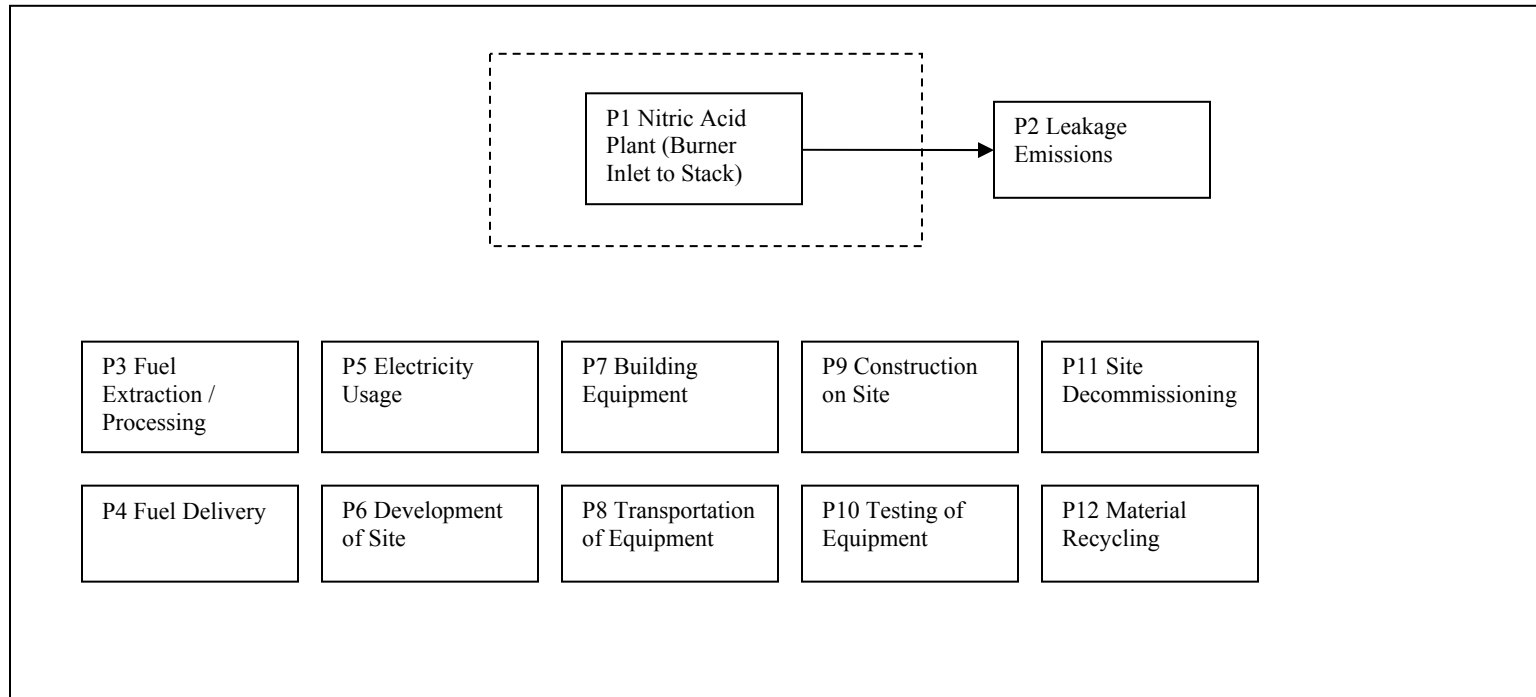 P1 Nitric Acid
Plant (Burner
Inlet to Stack)
P2 Leakage
Emissions
P3 Fuel
Extraction /
Processing
P5 Electricity
Usage
P7 Building
Equipment
P9 Construction
on Site
P11 Site
Decommissioning
P4 Fuel Delivery
P6 Development
of Site
P8 Transportation
of Equipment
P10 Testing of
Equipment
P12 Material
Recycling